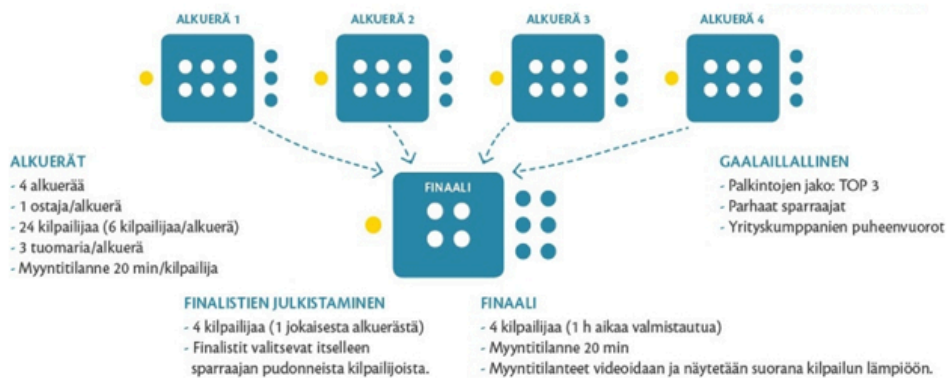 ALKUERÄ 1
ALKUERÄ 2
ALKUERÄ 3
ALKUERÄ 4
FINAALI
ALKUERÄT
- 4 alkuerää
- 1 ostaja/alkuerä
- 24 kilpailijaa (6 kilpailijaa/alkuerä)
- 3 tuomaria/alkuerä
- Myyntitilanne 20 min/kilpailija
GAALAILLALLINEN
- Palkintojen jako: TOP 3
- Parhaat sparraajat
- Yrityskumppanien puheenvuorot
FINALISTIEN JULKISTAMINEN
- 4 kilpailijaa (1 jokaisesta alkuerästä)
- Finalistit valitsevat itselleen
sparraajan pudonneista kilpailijoista.
FINAALI
- 4 kilpailijaa (1 h aikaa valmistautua)
- Myyntitilanne 20 min
- Myyntitilanteet videoidaan ja näytetään suorana kilpailun lämpiöön.